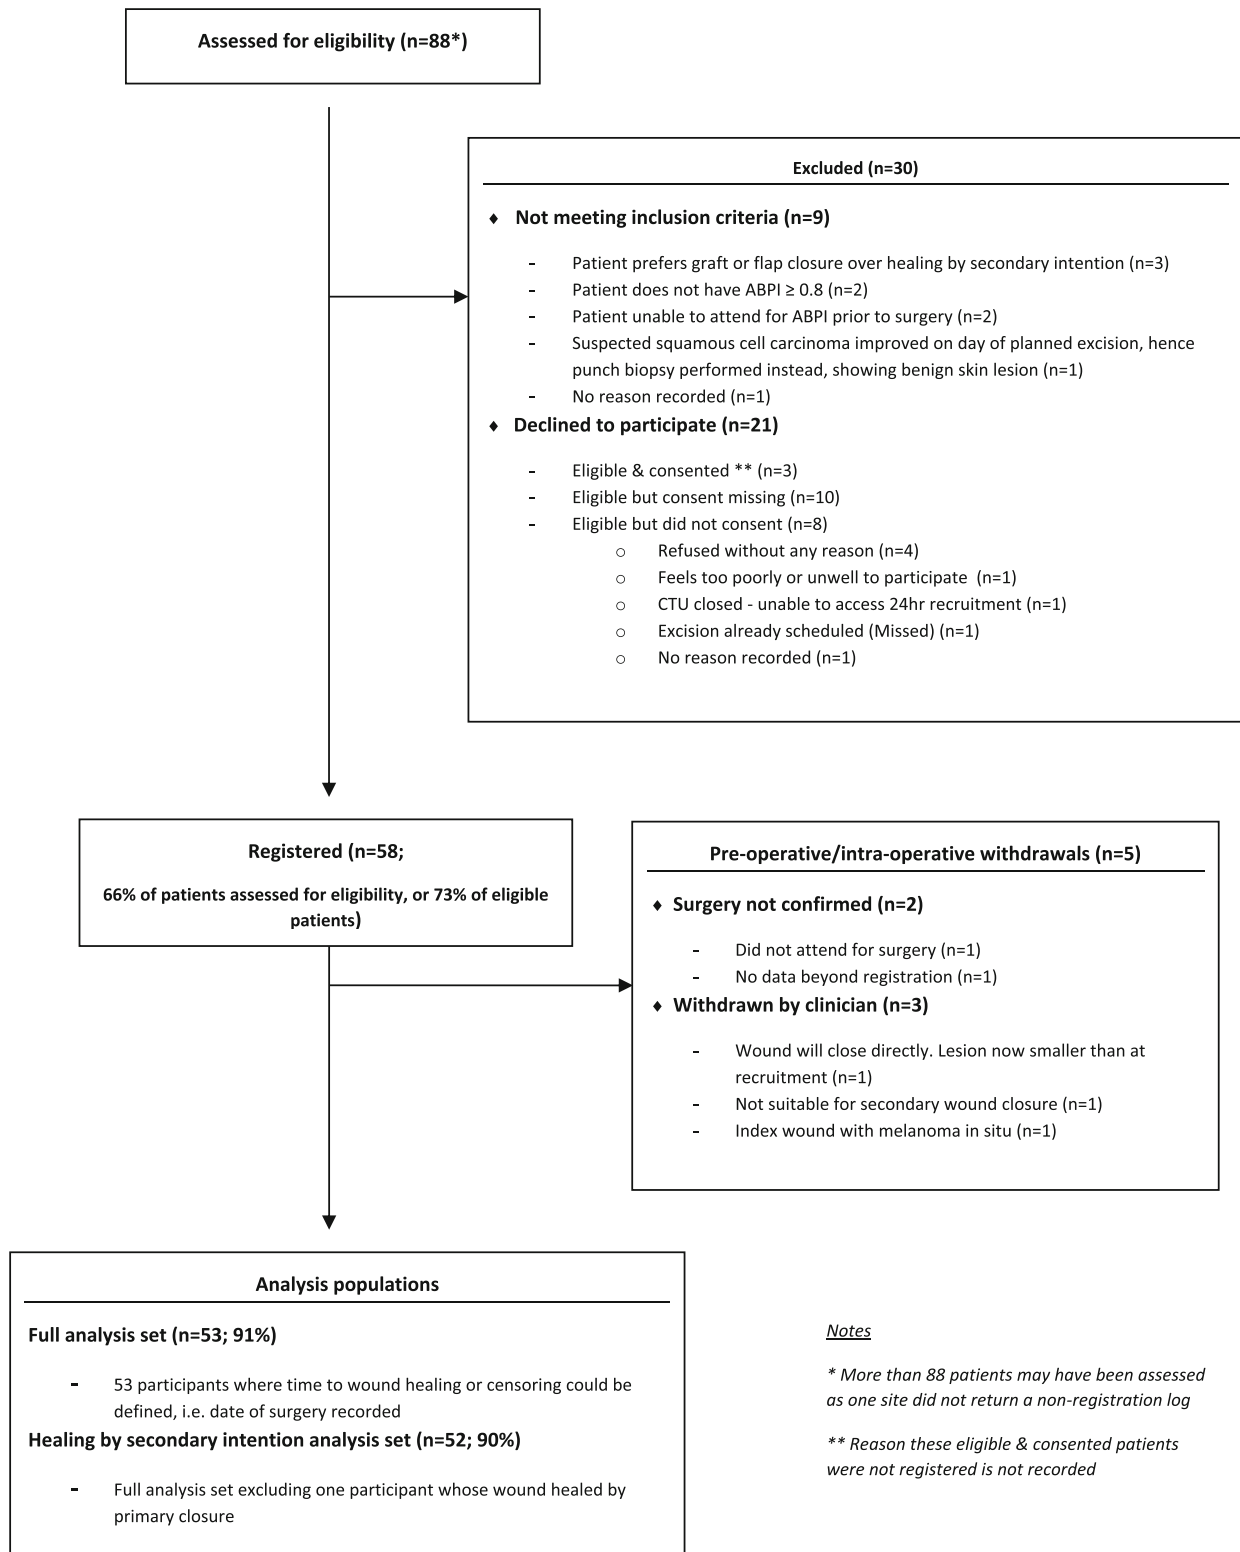 Assessed for eligibility (n=88*)
Excluded (n=30)
♦ Not meeting inclusion criteria (n=9)
- Patient prefers graft or flap closure over healing by secondary intention (n=3)
- Patient does not have ABPI ≥ 0.8 (n=2)
- Patient unable to attend for ABPI prior to surgery (n=2)
- Suspected squamous cell carcinoma improved on day of planned excision, hence
punch biopsy performed instead, showing benign skin lesion (n=1)
- No reason recorded (n=1)
♦ Declined to participate (n=21)
- Eligible & consented ** (n=3)
- Eligible but consent missing (n=10)
- Eligible but did not consent (n=8)
o Refused without any reason (n=4)
o Feels too poorly or unwell to participate (n=1)
o CTU closed - unable to access 24hr recruitment (n=1)
o Excision already scheduled (Missed) (n=1)
o No reason recorded (n=1)
Registered (n=58;
66% of patients assessed for eligibility, or 73% of eligible
patients)
Pre-operative/intra-operative withdrawals (n=5)
♦ Surgery not confirmed (n=2)
- Did not attend for surgery (n=1)
- No data beyond registration (n=1)
♦ Withdrawn by clinician (n=3)
- Wound will close directly. Lesion now smaller than at
recruitment (n=1)
- Not suitable for secondary wound closure (n=1)
- Index wound with melanoma in situ (n=1)
Analysis populations
Full analysis set (n=53; 91%)
- 53 participants where time to wound healing or censoring could be
defined, i.e. date of surgery recorded
Healing by secondary intention analysis set (n=52; 90%)
- Full analysis set excluding one participant whose wound healed by
primary closure
Notes
* More than 88 patients may have been assessed
as one site did not return a non-registration log
** Reason these eligible & consented patients
were not registered is not recorded